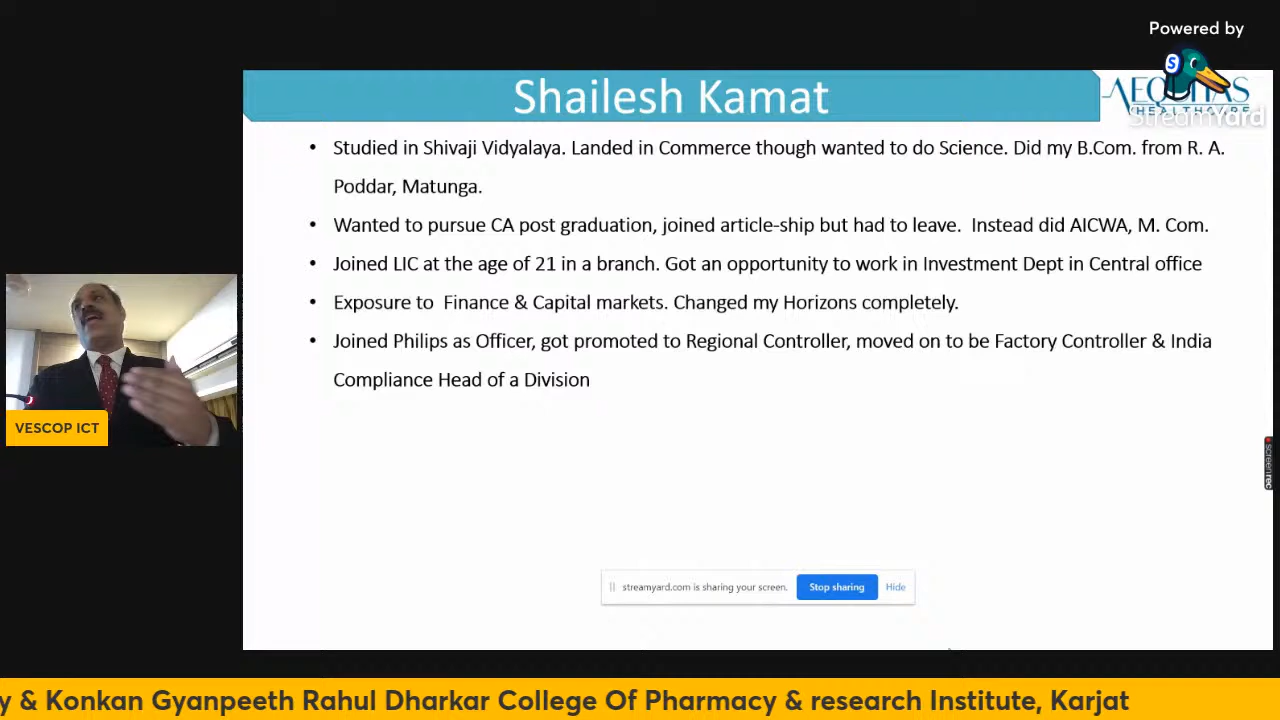 Powered by
StreamYard
Shailesh Kamat
AEQUITAS
HEALTHCARE
• Studied in Shivaji Vidyalaya. Landed in Commerce though wanted to do Science. Did my B.Com. from R. A.
Poddar, Matunga.
• Wanted to pursue CA post graduation, joined article-ship but had to leave. Instead did AICWA, M. Com.
• Joined LIC at the age of 21 in a branch. Got an opportunity to work in Investment Dept in Central office
• Exposure to Finance & Capital markets. Changed my Horizons completely.
• Joined Philips as Officer, got promoted to Regional Controller, moved on to be Factory Controller & India
Compliance Head of a Division
VESCOP ICT
screenrec
streamyard.com is sharing your screen. Stop sharing Hide
y & Konkan Gyanpeeth Rahul Dharkar College Of Pharmacy & research Institute, Karjat